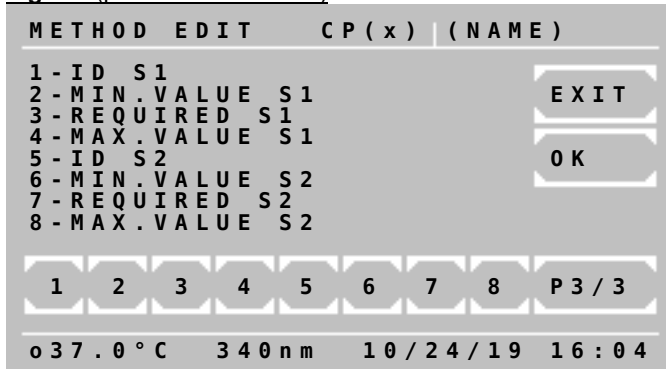 METHOD EDIT CP(x) (NAME)
1-ID S1
2-MIN.VALUE S1
3-REQUIRED S1
4-MAX.VALUE S1
5-ID S2
6-MIN.VALUE S2
7-REQUIRED S2
8-MAX.VALUE S2
EXIT
OK
1 2 3 4 5 6 7 8 P3/3
o37.0°C 340nm 10/24/19 16:04